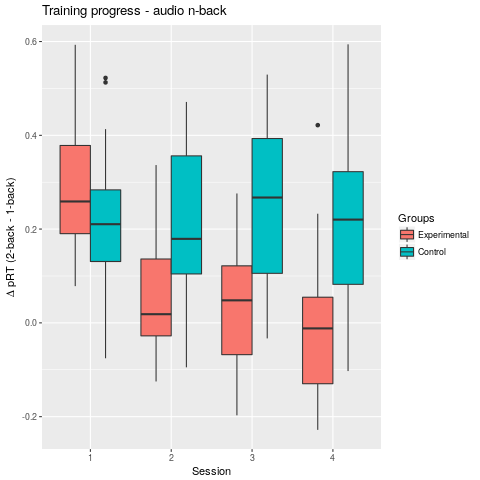 Training progress - audio n-back
Δ pRT (2-back - 1-back)
0.6
0.4
0.2
0.0
-0.2
1 2 3 4
Session
Groups
Experimental
Control